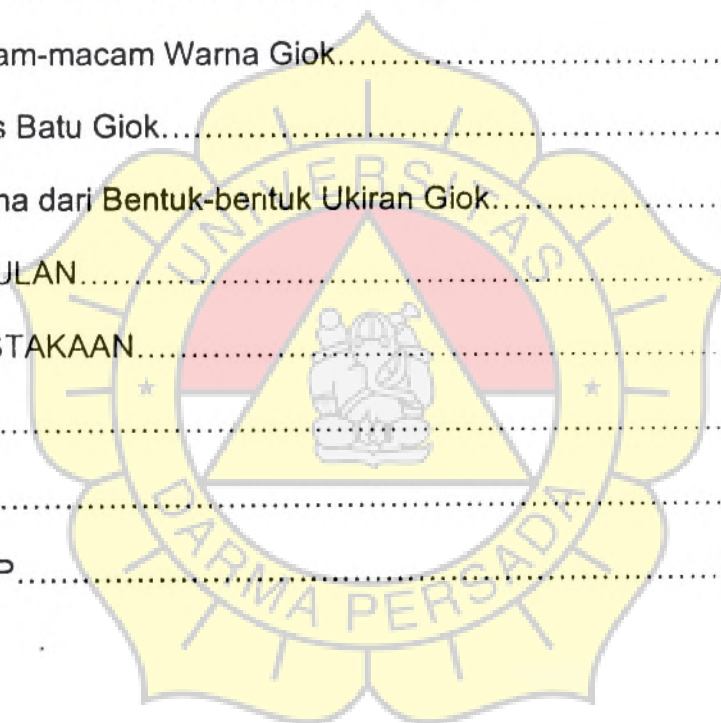 am-macam Warna Giok................................................
s Batu Giok................................................
na dari Bentuk-bentuk Ukiran Giok........................
ULAN................................................
STAKAAN................................................
................................................
................................................
P................................................
UNIVERSITAS
DARMA PERSADA